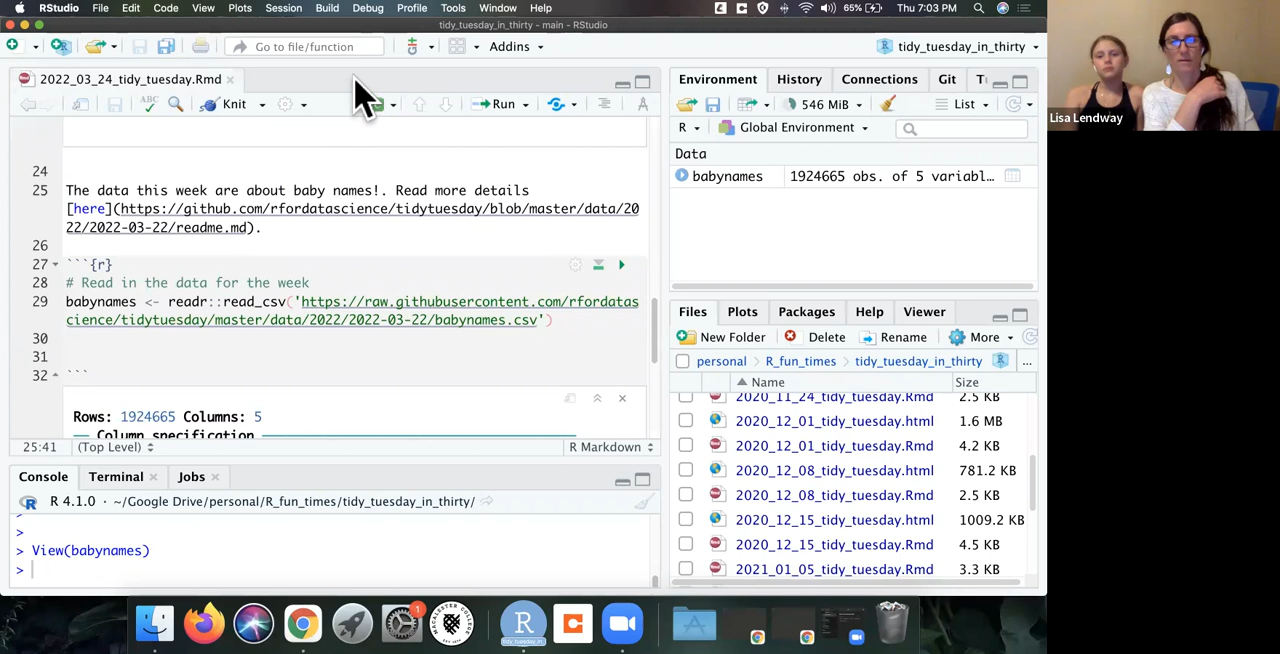 RStudio File Edit Code View Plots Session Build Debug Profile Tools Window Help 65% Thu 7:03 PM
tidy_tuesday_in_thirty - main - RStudio
Go to file/function Addins tidy_tuesday_in_thirty
2022_03_24_tidy_tuesday.Rmd
ABC Knit Run
24
25 The data this week are about baby names!. Read more details
[here](https://github.com/rfordatascience/tidytuesday/blob/master/data/20
22/2022-03-22/readme.md).
26
27 ```{r}
28 # Read in the data for the week
29 babynames <- readr::read_csv('https://raw.githubusercontent.com/rfordatas
cience/tidytuesday/master/data/2022/2022-03-22/babynames.csv')
30
31
32 ```
Rows: 1924665 Columns: 5
Column specification
25:41 (Top Level) R Markdown
Console Terminal Jobs
R 4.1.0 · ~/Google Drive/personal/R_fun_times/tidy_tuesday_in_thirty/
>
>
> View(babynames)
>
Environment History Connections Git
546 MiB List
R Global Environment
Data
babynames 1924665 obs. of 5 variabl…
Files Plots Packages Help Viewer
New Folder Delete Rename More
personal R_fun_times tidy_tuesday_in_thirty ...
Name Size
2020_11_24_tidy_tuesday.Rmd 2.5 KB
2020_12_01_tidy_tuesday.html 1.6 MB
2020_12_01_tidy_tuesday.Rmd 4.2 KB
2020_12_08_tidy_tuesday.html 781.2 KB
2020_12_08_tidy_tuesday.Rmd 2.5 KB
2020_12_15_tidy_tuesday.html 1009.2 KB
2020_12_15_tidy_tuesday.Rmd 4.5 KB
2021_01_05_tidy_tuesday.Rmd 3.3 KB
Lisa Lendway
1
R
tidy_tuesday_in_